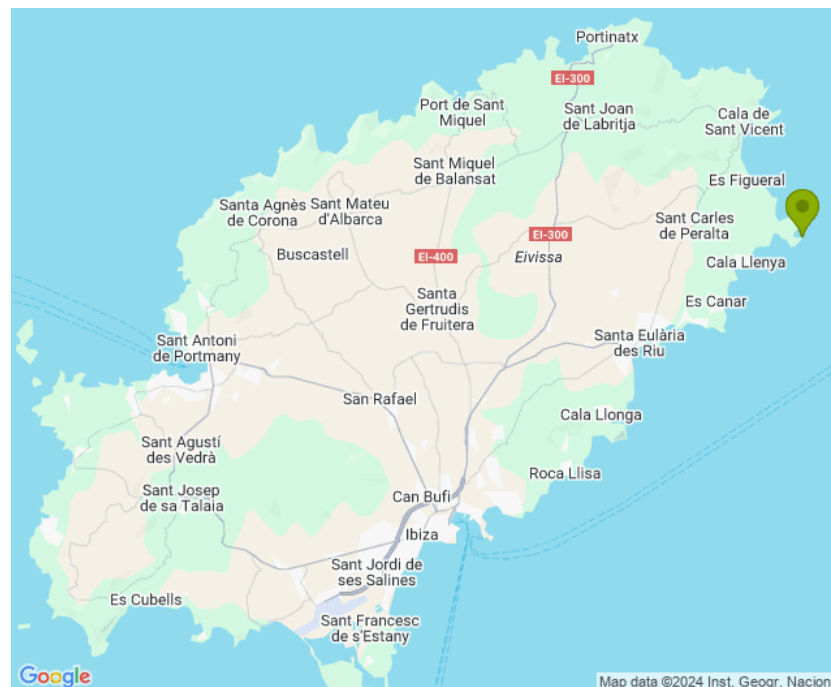 Portinatx
EI-300
Port de Sant
Miquel
Sant Joan
de Labritja
Cala de
Sant Vicent
Sant Miquel
de Balansat
Es Figueral
Santa Agnès
de Corona
Sant Mateu
d'Albarca
Sant Carles
de Peralta
EI-300
Buscastell
EI-400
Eivissa
Cala Llenya
Santa
Gertrudis
de Fruitera
Es Canar
Sant Antoni
de Portmany
Santa Eulària
des Riu
San Rafael
Cala Llonga
Sant Agustí
des Vedrà
Roca Llisa
Sant Josep
de sa Talaia
Can Bufi
Ibiza
Sant Jordi de
ses Salines
Es Cubells
Sant Francesc
de s'Estany
Google
Map data ©2024 Inst. Geogr. Nacion